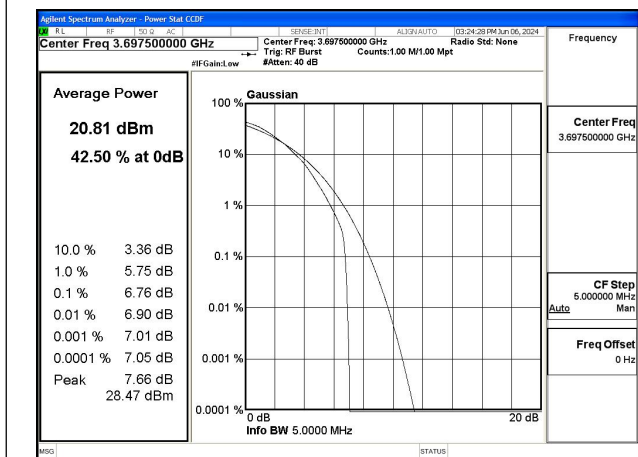 Agilent Spectrum Analyzer - Power Stat CCDF
LXI RL RF 50 Ω AC SENSE:INT ALIGN AUTO 03:24:28 PM Jun 06, 2024
Center Freq 3.697500000 GHz
Center Freq: 3.697500000 GHz Radio Std: None
Trig: RF Burst Counts:1.00 M/1.00 Mpt
#IFGain:Low #Atten: 40 dB
Frequency
Average Power
20.81 dBm
42.50 % at 0dB
10.0 % 3.36 dB
1.0 % 5.75 dB
0.1 % 6.76 dB
0.01 % 6.90 dB
0.001 % 7.01 dB
0.0001 % 7.05 dB
Peak 7.66 dB
28.47 dBm
Gaussian
100 %
10 %
1 %
0.1 %
0.01 %
0.001 %
0.0001 %
0 dB 20 dB
Info BW 5.0000 MHz
Center Freq
3.697500000 GHz
CF Step
5.000000 MHz
Auto Man
Freq Offset
0 Hz
MSG STATUS